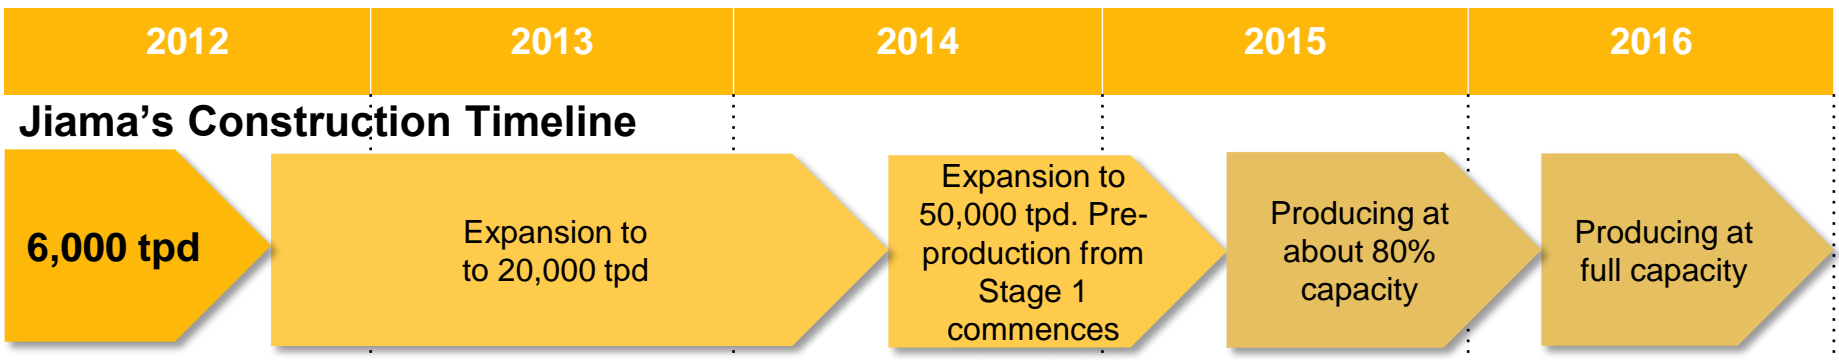 2012 2013 2014 2015 2016
Jiama's Construction Timeline
6,000 tpd
Expansion to
to 20,000 tpd
Expansion to
50,000 tpd. Pre-
production from
Stage 1
commences
Producing at
about 80%
capacity
Producing at
full capacity